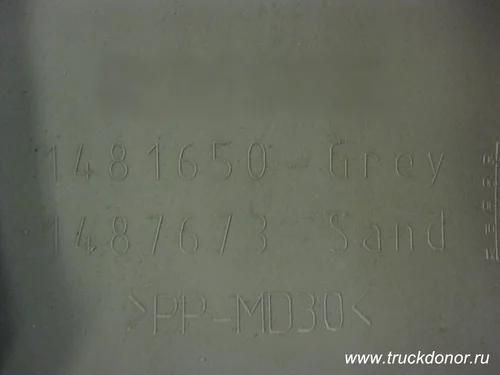 1481650 Grey
1487673 Sand
>PP-MD30<
www.truckdonor.ru